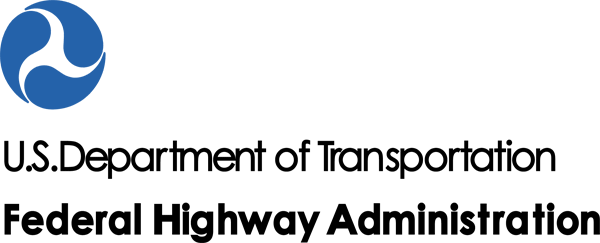 U.S.Department of Transportation
Federal Highway Administration